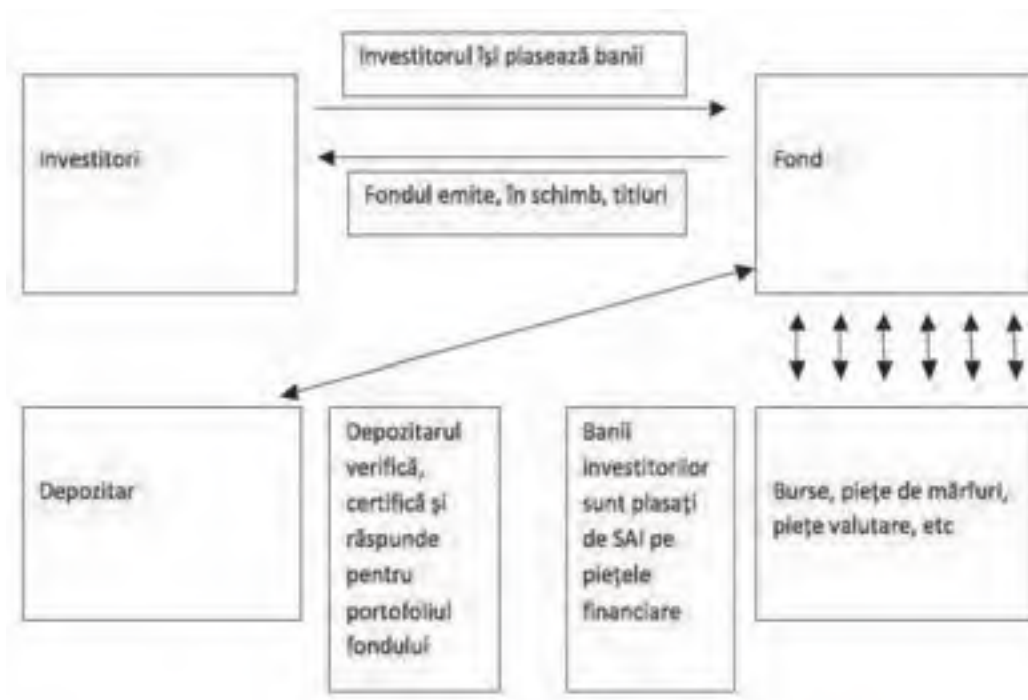 Investitorul își plasează banii
Investitori
Fond
Fondul emite, în schimb, titluri
Depozitar
Depozitarul
verifică,
certifică și
răspunde
pentru
portofoliul
fondului
Banii
investitorilor
sunt plasați
de SAI pe
piețele
financiare
Burse, piețe de mărfuri,
piețe valutare, etc